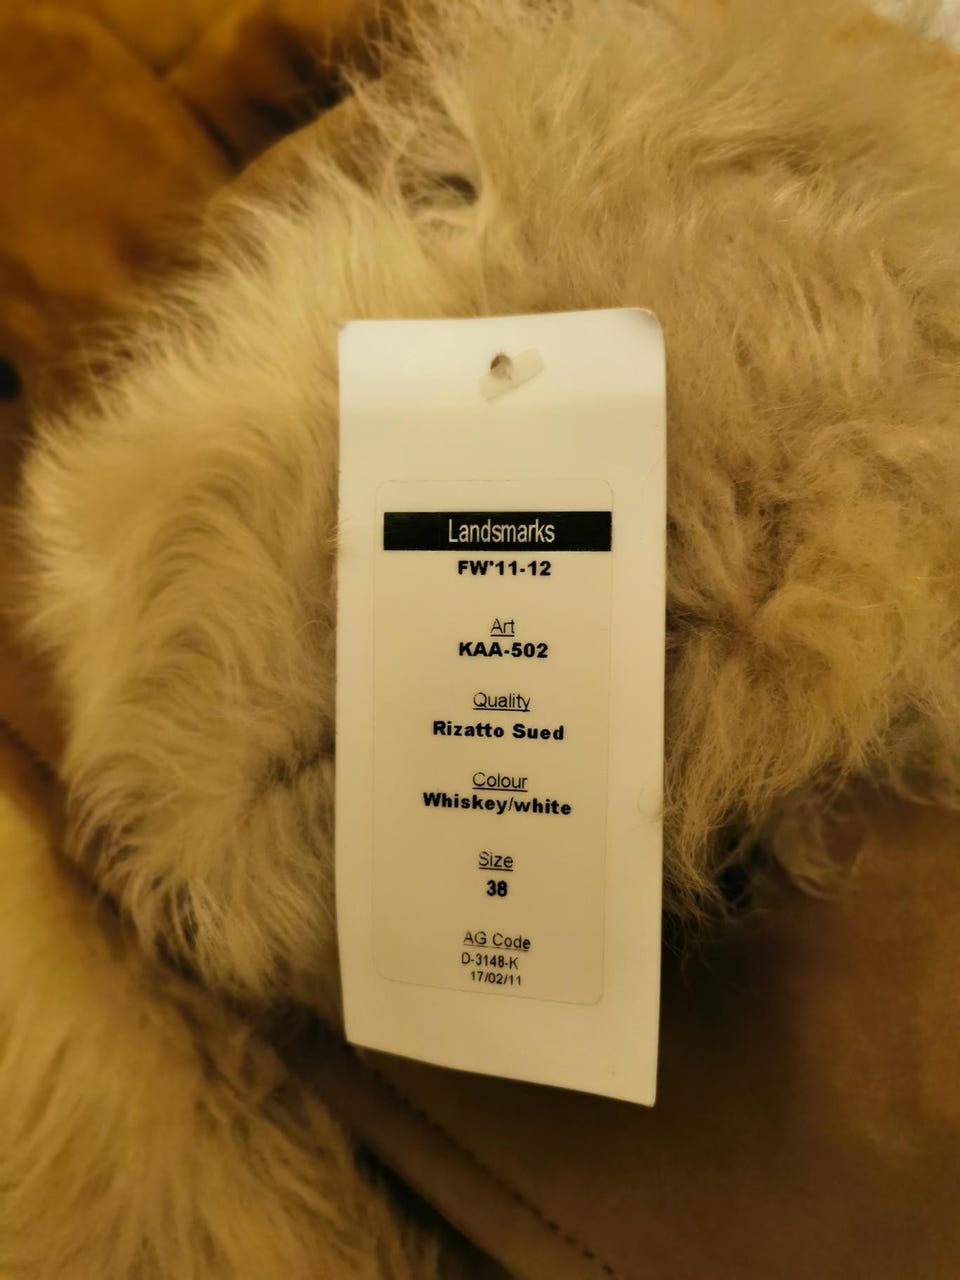 Landsmarks
FW'11-12
Art
KAA-502
Quality
Rizatto Sued
Colour
Whiskey/white
Size
38
AG Code
D-3148-K
17/02/11